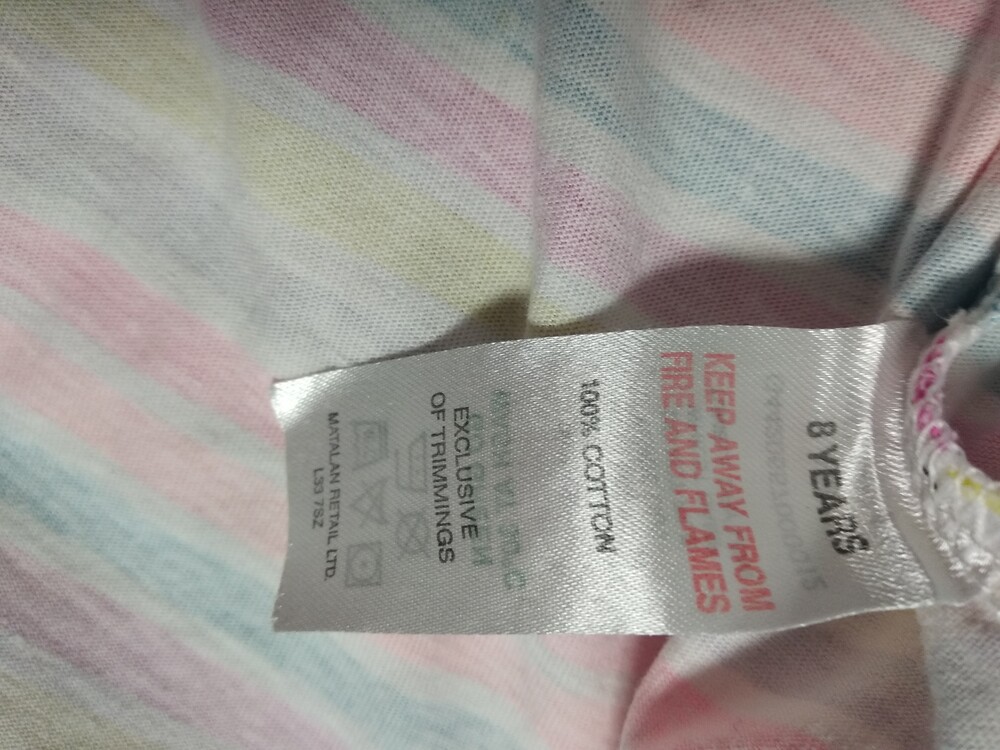 8 YEARS
KEEP AWAY FROM
FIRE AND FLAMES
100% COTTON
EXCLUSIVE
OF TRIMMINGS
MATALAN RETAIL LTD.
L33 7SZ